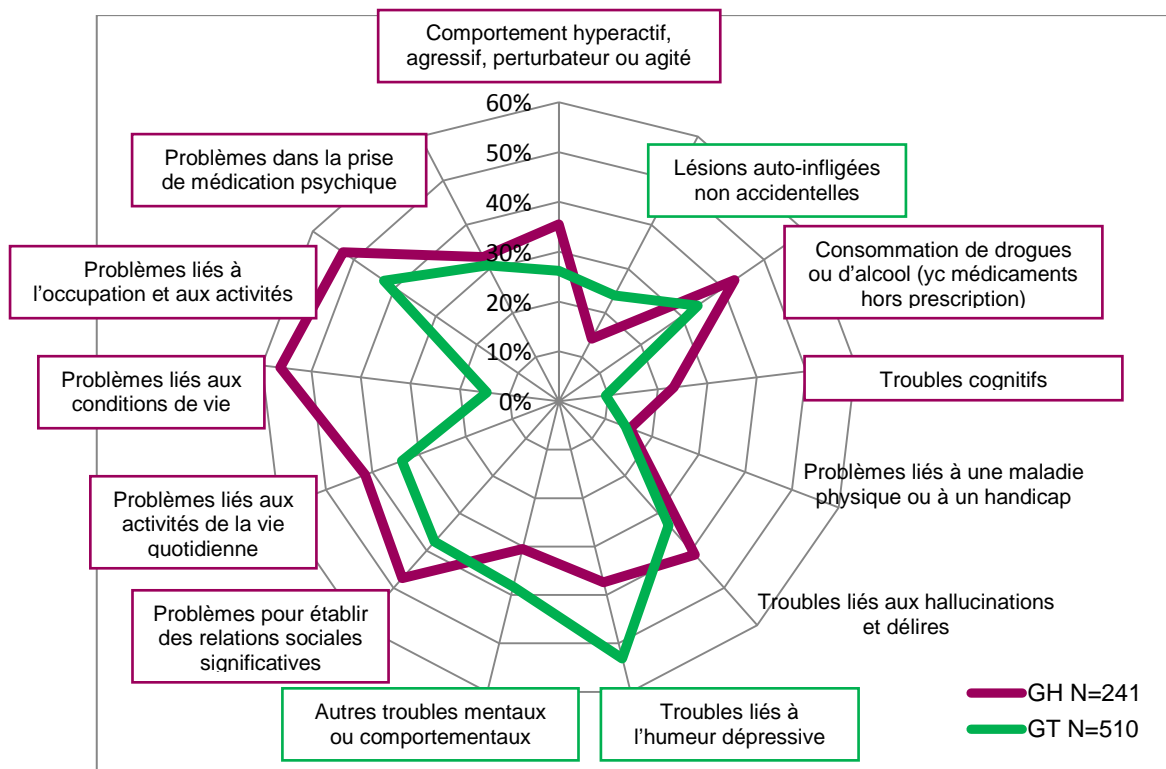 Comportement hyperactif,
agressif, perturbateur ou agité
60%
50%
40%
30%
20%
10%
0%
Lésions auto-infligées
non accidentelles
Consommation de drogues
ou d'alcool (yc médicaments
hors prescription)
Troubles cognitifs
Problèmes liés à une maladie
physique ou à un handicap
Troubles liés aux hallucinations
et délires
Troubles liés à
l'humeur dépressive
Autres troubles mentaux
ou comportementaux
Problèmes pour établir
des relations sociales
significatives
Problèmes liés aux
activités de la vie
quotidienne
Problèmes liés aux
conditions de vie
Problèmes liés à
l'occupation et aux activités
Problèmes dans la prise
de médication psychique
GH N=241
GT N=510